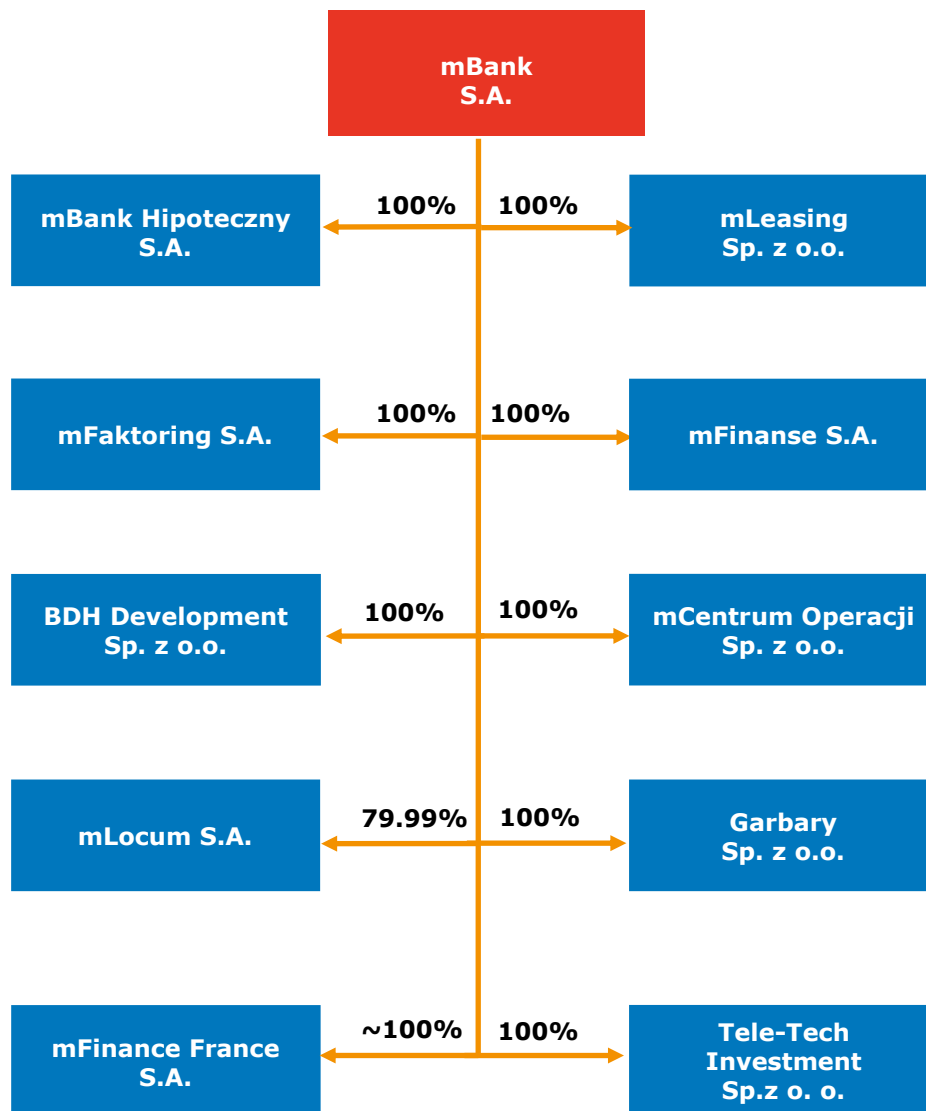 mBank
S.A.
100%
100%
mBank Hipoteczny
S.A.
mLeasing
Sp. z o.o.
100%
100%
mFaktoring S.A.
mFinanse S.A.
100%
100%
BDH Development
Sp. z o.o.
mCentrum Operacji
Sp. z o.o.
79.99%
100%
mLocum S.A.
Garbary
Sp. z o.o.
~100%
100%
mFinance France
S.A.
Tele-Tech
Investment
Sp.z o. o.